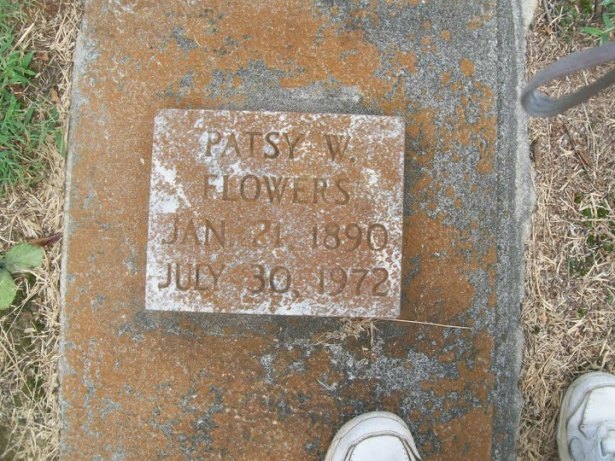 PATSY W.
FLOWERS
JAN 21, 1890
JULY 30, 1972